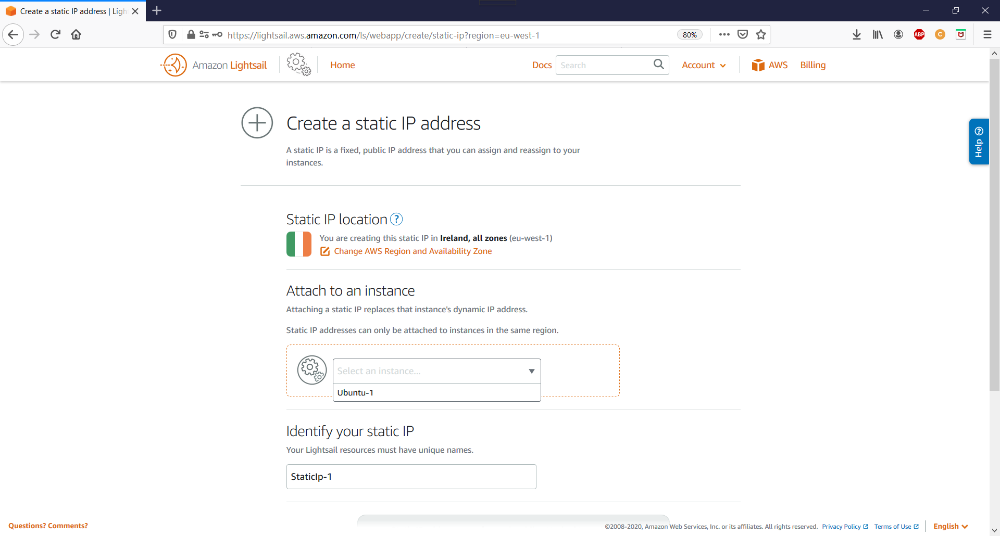 Create a static IP address | Ligh
https://lightsail.aws.amazon.com/ls/webapp/create/static-ip?region=eu-west-1
80%
ABP
C
Amazon Lightsail
Home
Docs
Search
Account
AWS
Billing
Create a static IP address
A static IP is a fixed, public IP address that you can assign and reassign to your
instances.
Help ?
Static IP location ?
You are creating this static IP in Ireland, all zones (eu-west-1)
Change AWS Region and Availability Zone
Attach to an instance
Attaching a static IP replaces that instance's dynamic IP address.
Static IP addresses can only be attached to instances in the same region.
Select an instance...
Ubuntu-1
Identify your static IP
Your Lightsail resources must have unique names.
StaticIp-1
Questions? Comments?
©2008-2020, Amazon Web Services, Inc. or its affiliates. All rights reserved.
Privacy Policy
Terms of Use
English